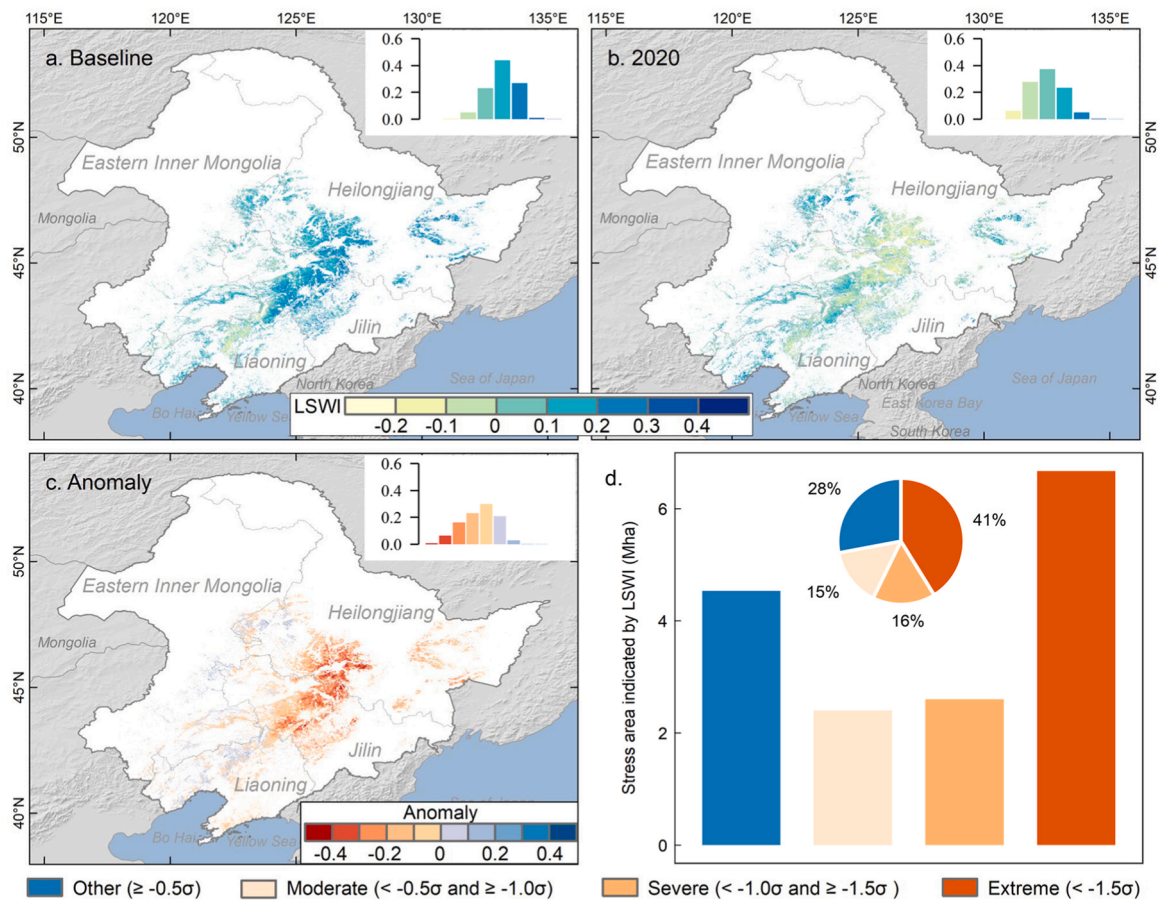 115°E 120°E 125°E 130°E 135°E 115°E 120°E 125°E 130°E 135°E
a. Baseline
0.6
0.4
0.2
0.0
50°N
45°N
40°N
Eastern Inner Mongolia
Heilongjiang
Mongolia
Jilin
Liaoning
North Korea
Sea of Japan
Bo Hai
Yellow Sea
b. 2020
0.6
0.4
0.2
0.0
50°N
45°N
40°N
Eastern Inner Mongolia
Heilongjiang
Mongolia
Jilin
Liaoning
North Korea
Sea of Japan
East Korea Bay
Yellow Sea
South Korea
LSWI
-0.2 -0.1 0 0.1 0.2 0.3 0.4
c. Anomaly
0.6
0.4
0.2
0.0
50°N
45°N
40°N
Eastern Inner Mongolia
Heilongjiang
Mongolia
Jilin
Liaoning
Bo Hai
Yellow Sea
Anomaly
-0.4 -0.2 0 0.2 0.4
120°E 125°E 130°E 135°E
d.
Stress area indicated by LSWI (Mha)
6
4
2
0
28%
41%
15%
16%
Other (≥ -0.5σ)
Moderate (< -0.5σ and ≥ -1.0σ)
Severe (< -1.0σ and ≥ -1.5σ )
Extreme (< -1.5σ)